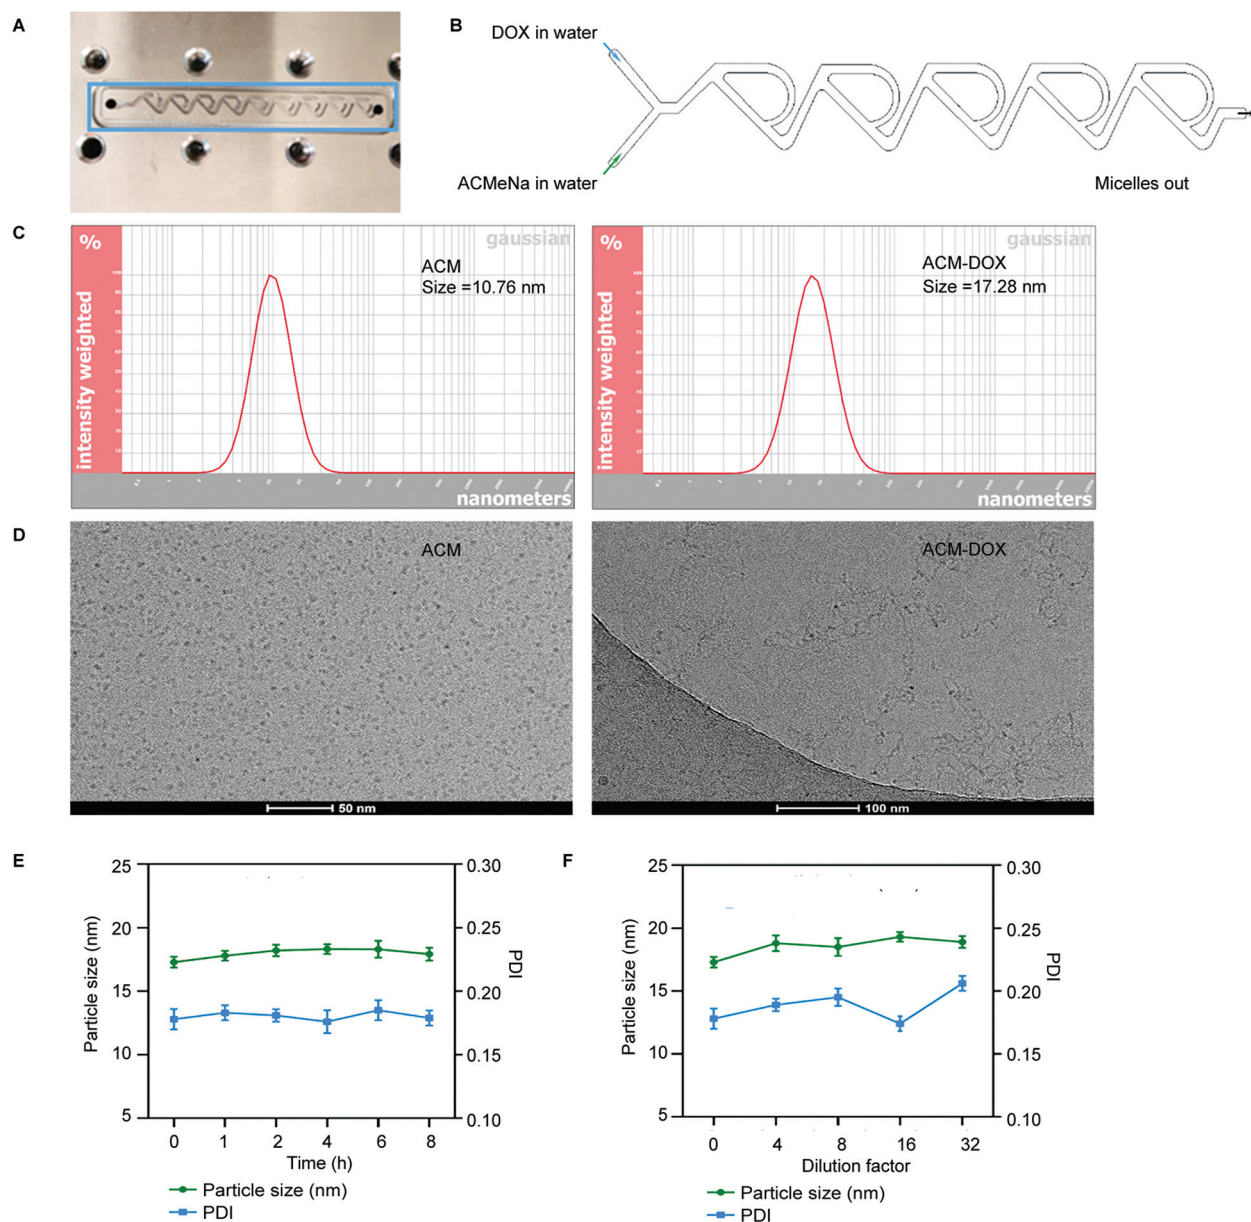 A
B
DOX in water
ACMeNa in water
Micelles out
C
%
gaussian
ACM
Size =10.76 nm
intensity weighted
nanometers
%
gaussian
ACM-DOX
Size =17.28 nm
intensity weighted
nanometers
D
ACM
50 nm
ACM-DOX
100 nm
E
25
20
15
10
5
Particle size (nm)
0.30
0.25
0.20
0.15
0.10
PDI
0 1 2 4 6 8
Time (h)
Particle size (nm)
PDI
F
25
20
15
10
5
Particle size (nm)
0.30
0.25
0.20
0.15
0.10
PDI
0 4 8 16 32
Dilution factor
Particle size (nm)
PDI